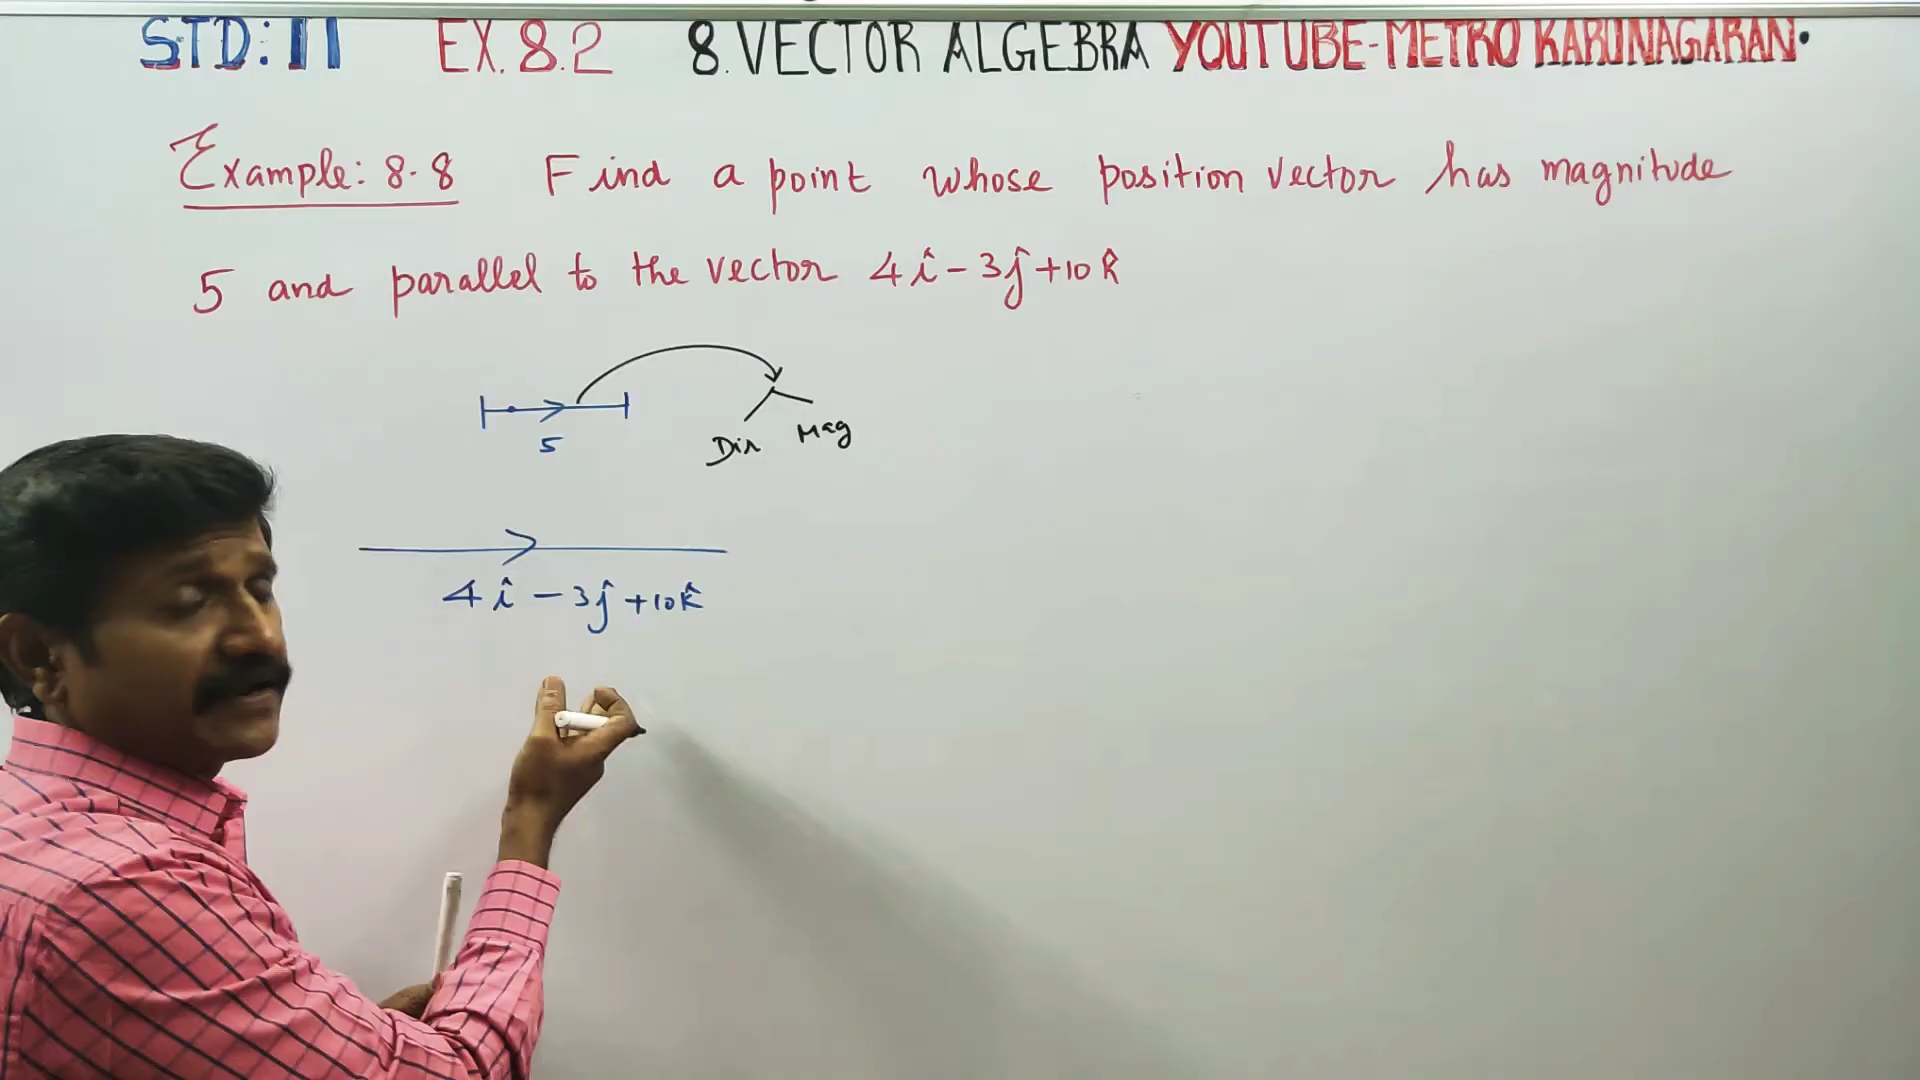 STD: 11 EX. 8.2 8. VECTOR ALGEBRA YOUTUBE-METRO KARUNAGARAN.
Example: 8.8 Find a point whose position vector has magnitude
5 and parallel to the vector 4î - 3ĵ + 10k̂
5
Dir Mag
4î - 3ĵ + 10k̂